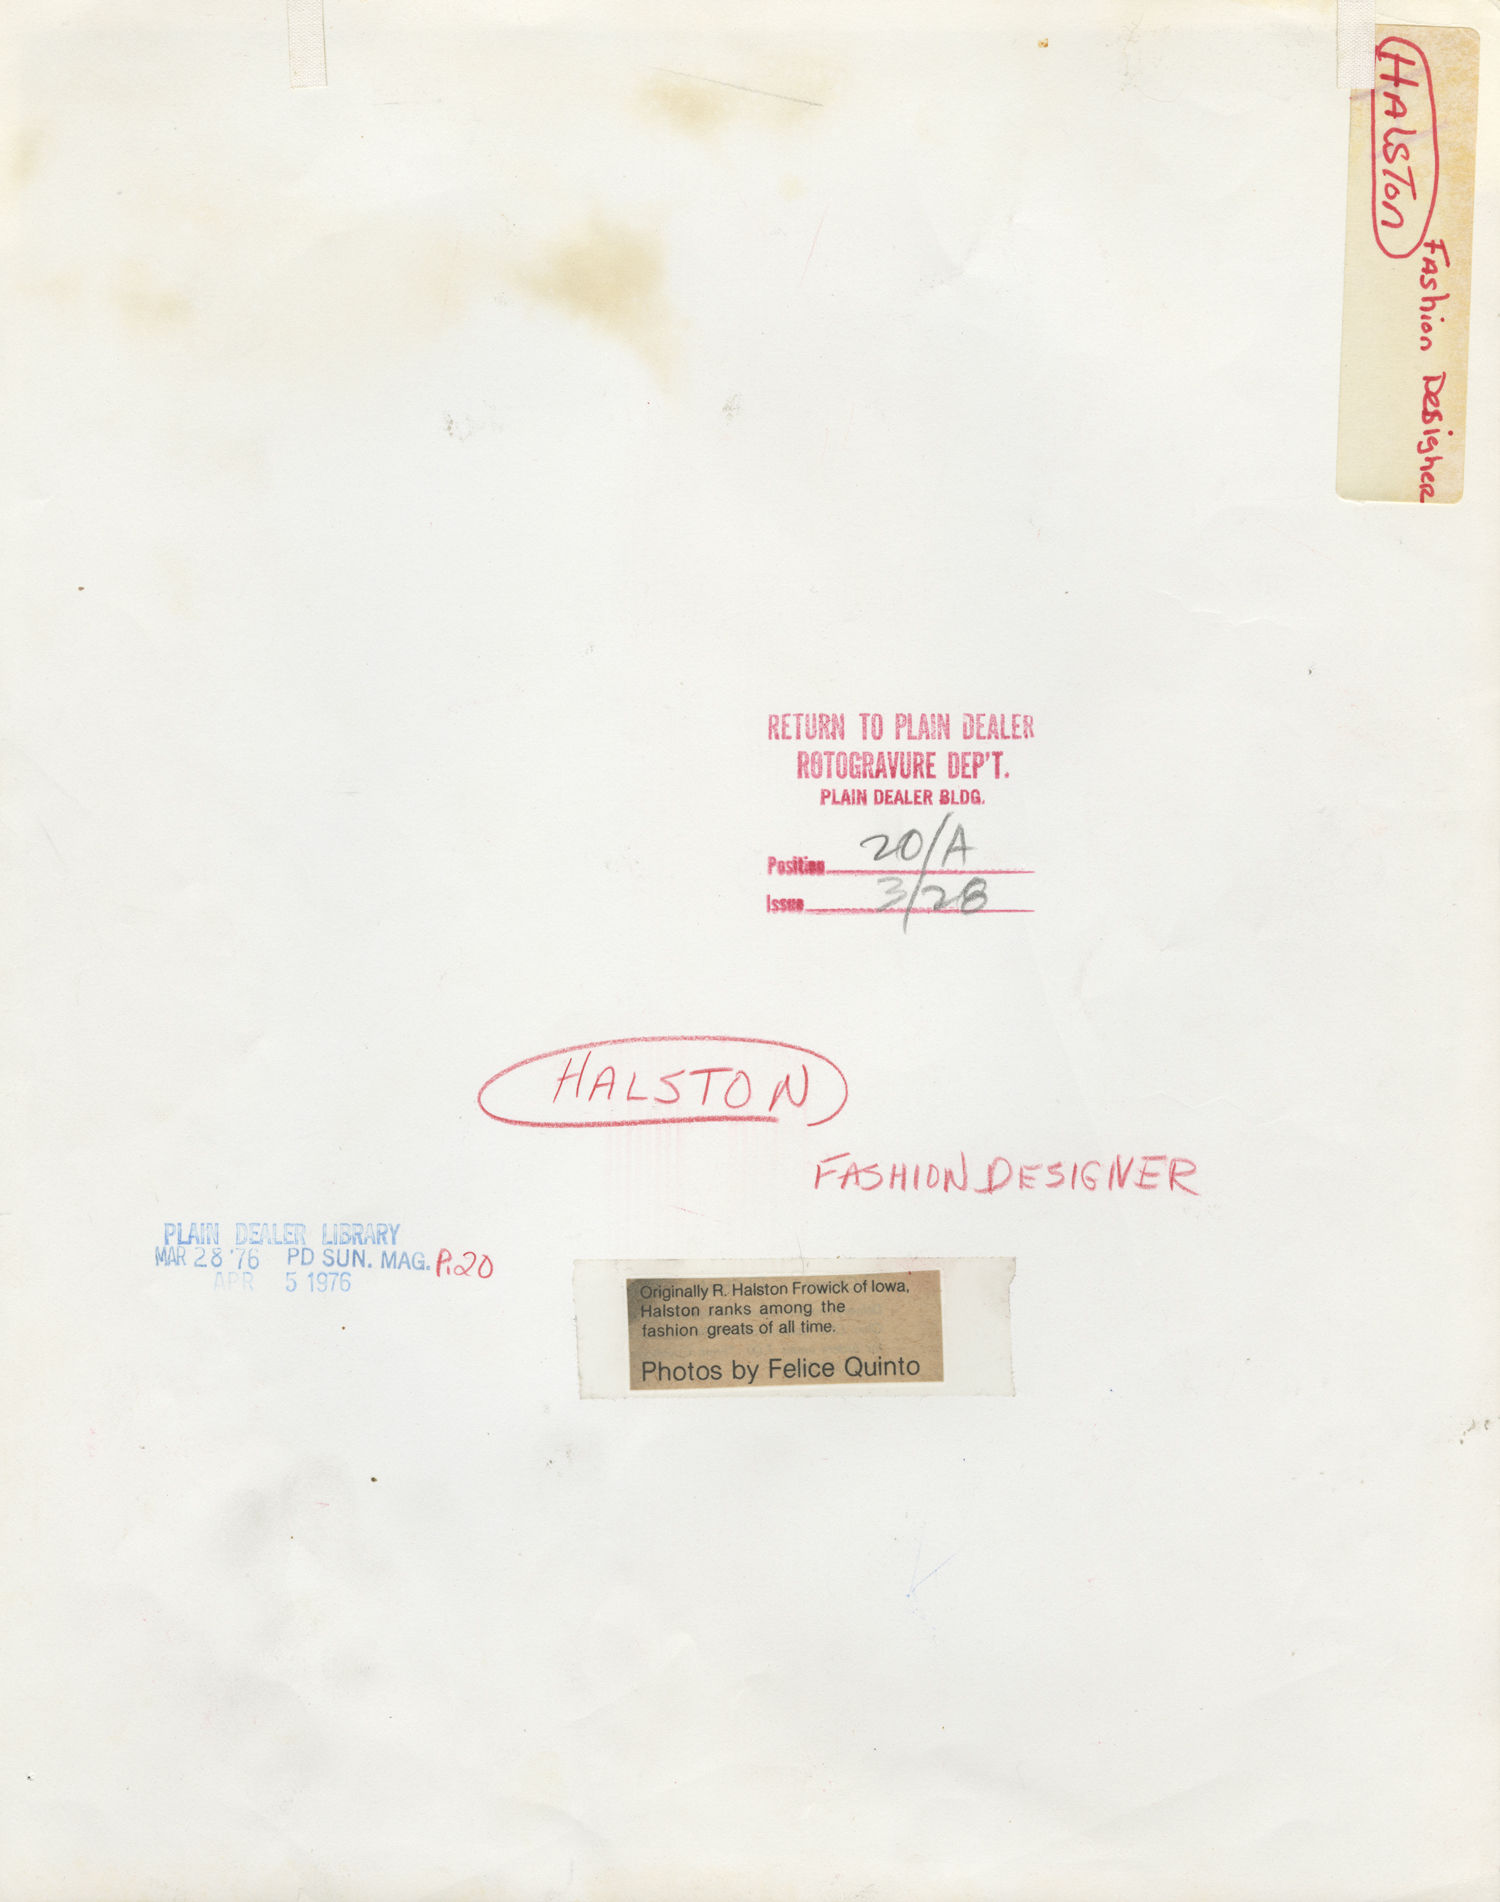 HALSTON
FASHION DESIGNER
RETURN TO PLAIN DEALER
ROTOGRAVURE DEP'T.
PLAIN DEALER BLDG.
Position 20/A
Issue 3/28
HALSTON
FASHION DESIGNER
PLAIN DEALER LIBRARY
MAR 28 '76 PD SUN. MAG. P.20
APR 5 1976
Originally R. Halston Frowick of Iowa,
Halston ranks among the
fashion greats of all time.
Photos by Felice Quinto